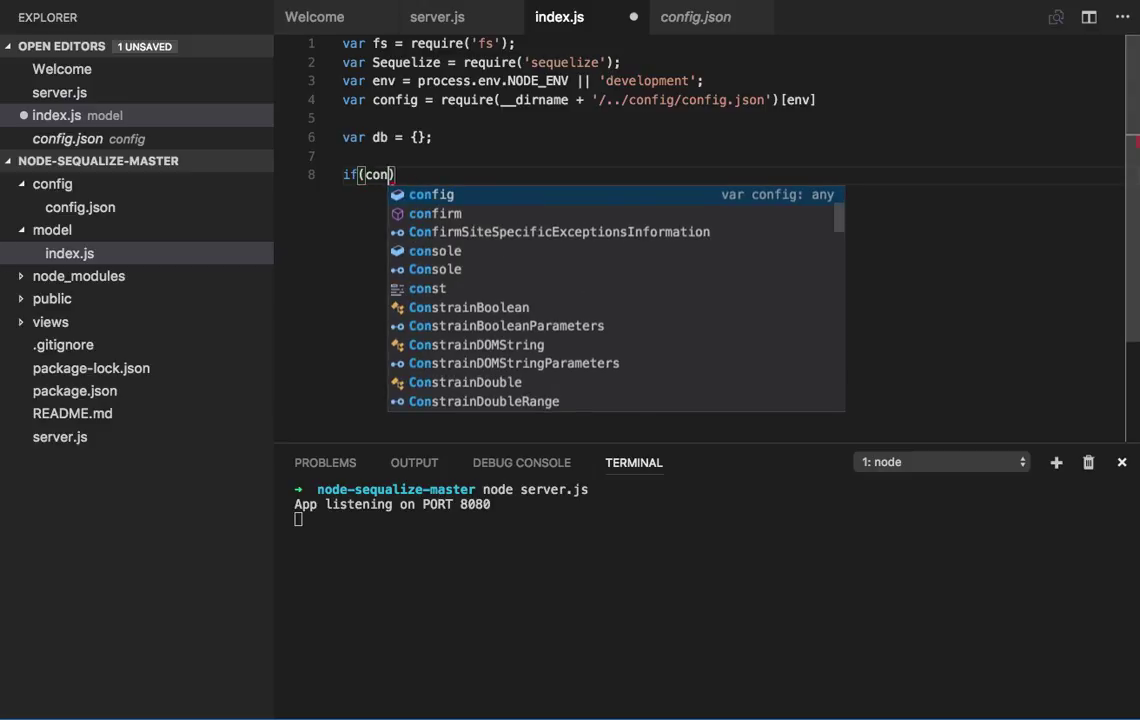 EXPLORER
OPEN EDITORS 1 UNSAVED
Welcome
server.js
index.js model
config.json config
NODE-SEQUALIZE-MASTER
config
config.json
model
index.js
node_modules
public
views
.gitignore
package-lock.json
package.json
README.md
server.js
Welcome server.js index.js config.json
1 var fs = require('fs');
2 var Sequelize = require('sequelize');
3 var env = process.env.NODE_ENV || 'development';
4 var config = require(__dirname + '/../config/config.json')[env]
5
6 var db = {};
7
8 if(con)
config var config: any
confirm
ConfirmSiteSpecificExceptionsInformation
console
Console
const
ConstrainBoolean
ConstrainBooleanParameters
ConstrainDOMString
ConstrainDOMStringParameters
ConstrainDouble
ConstrainDoubleRange
PROBLEMS OUTPUT DEBUG CONSOLE TERMINAL 1: node
→ node-sequalize-master node server.js
App listening on PORT 8080